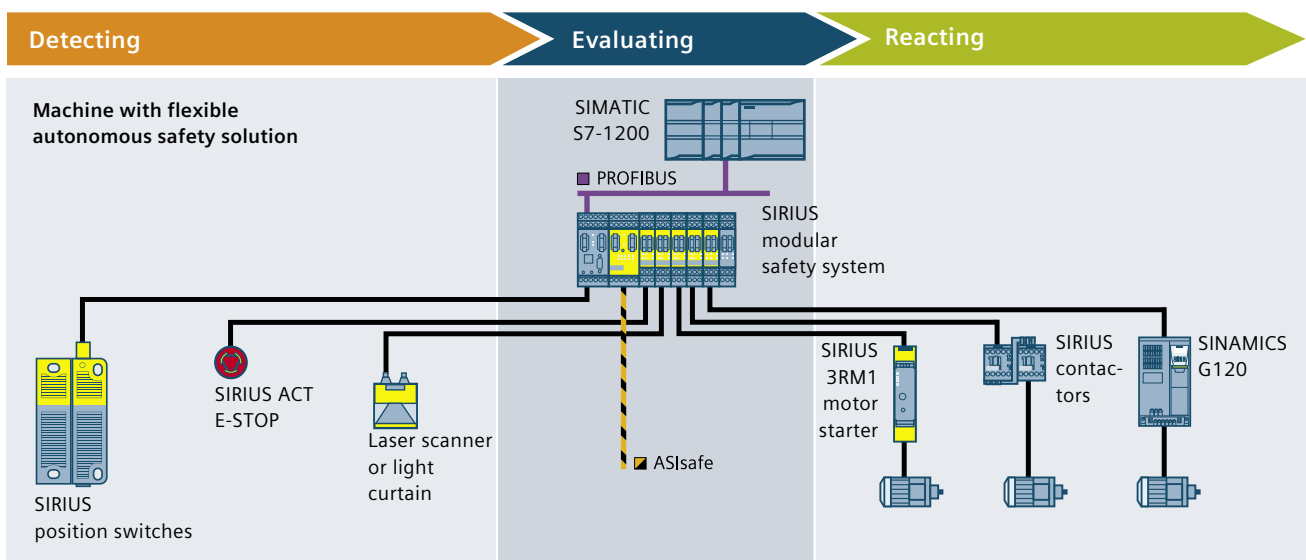 Detecting
Evaluating
Reacting
Machine with flexible
autonomous safety solution
SIMATIC
S7-1200
PROFIBUS
SIRIUS
modular
safety system
SIRIUS ACT
E-STOP
Laser scanner
or light
curtain
SIRIUS
position switches
ASIsafe
SIRIUS
3RM1
motor
starter
SIRIUS
contac-
tors
SINAMICS
G120